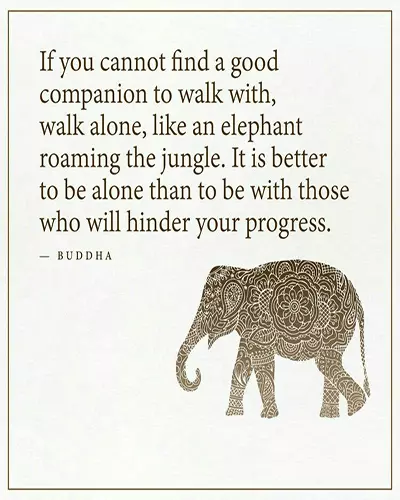 If you cannot find a good
companion to walk with,
walk alone, like an elephant
roaming the jungle. It is better
to be alone than to be with those
who will hinder your progress.
— BUDDHA